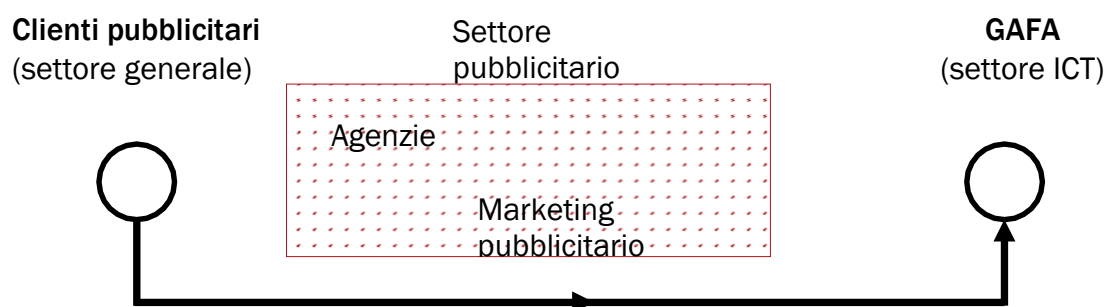 Clienti pubblicitari
(settore generale)
Settore
pubblicitario
GAFA
(settore ICT)
Agenzie
Marketing
pubblicitario